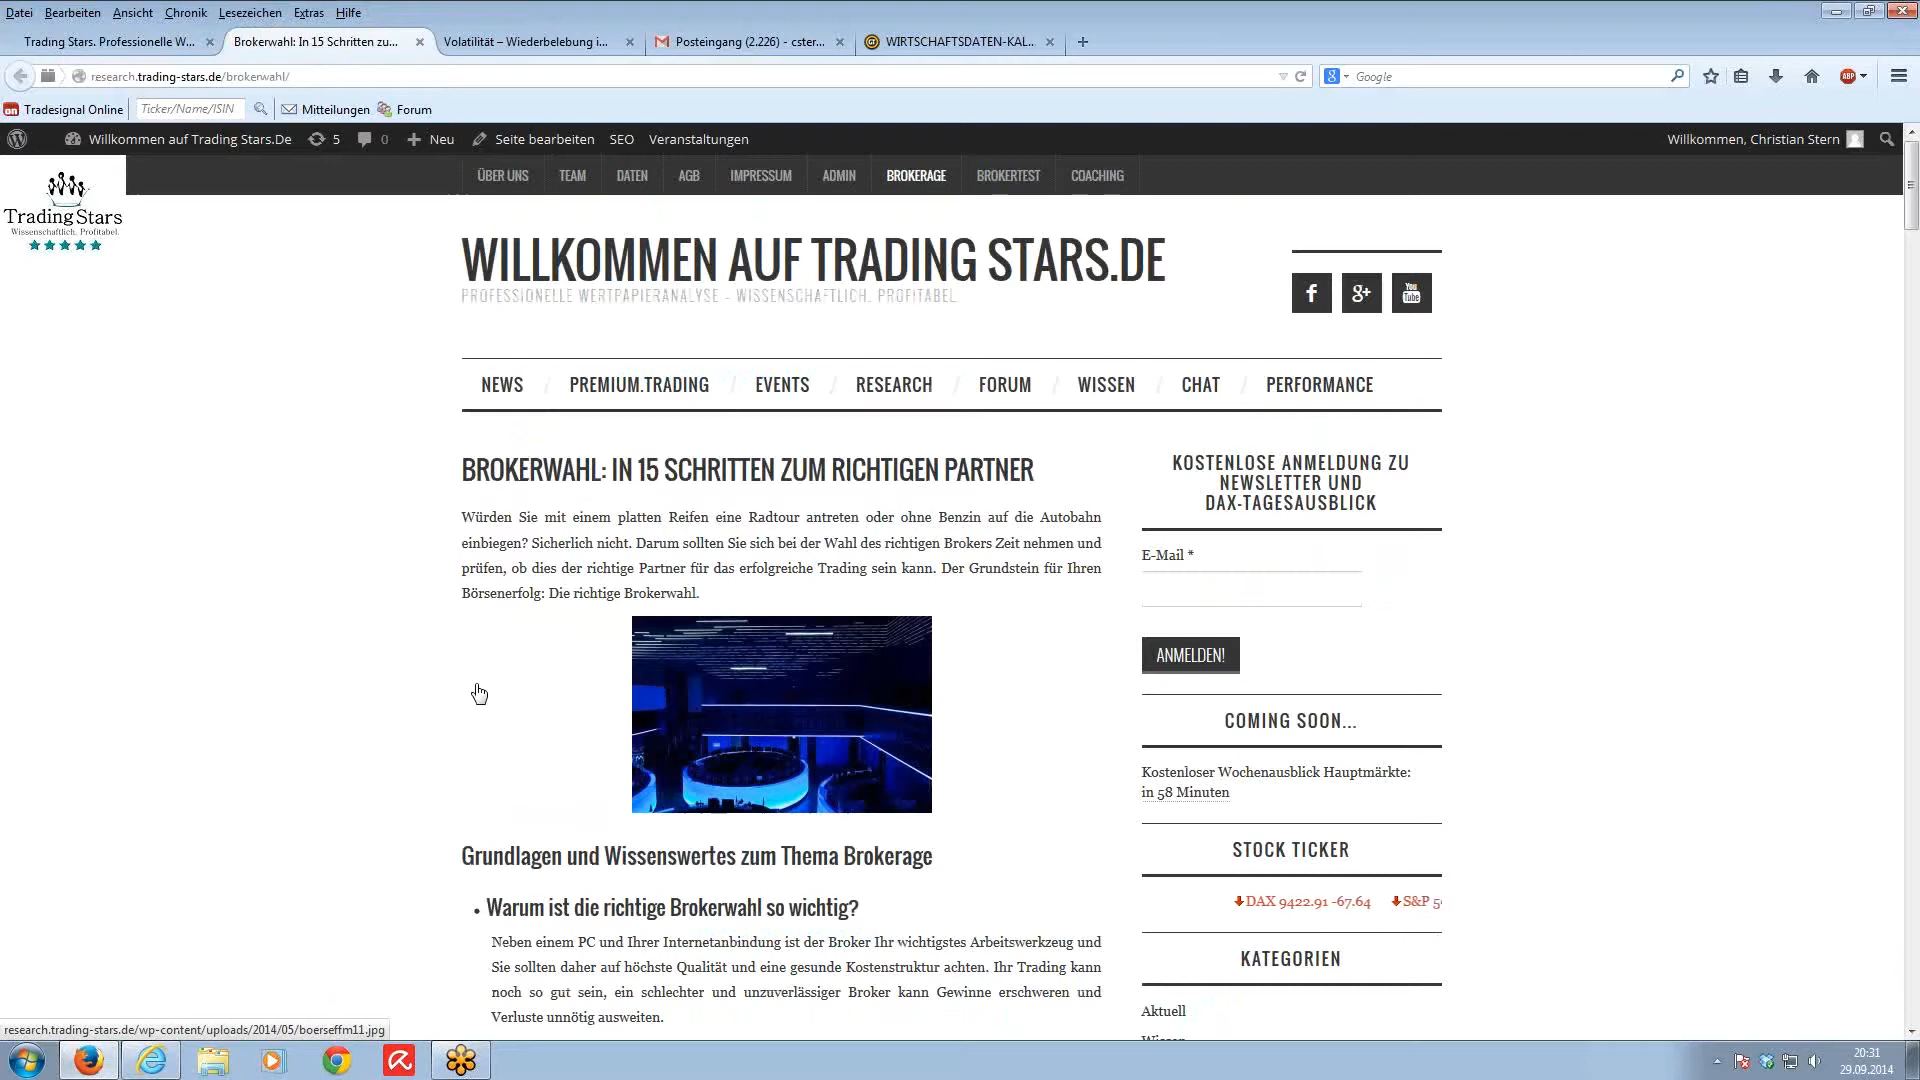 Datei Bearbeiten Ansicht Chronik Lesezeichen Extras Hilfe
Trading Stars. Professionelle W...
Brokerwahl: In 15 Schritten zu...
Volatilität – Wiederbelebung i...
Posteingang (2.226) - cster...
WIRTSCHAFTSDATEN-KAL...
research.trading-stars.de/brokerwahl/
Google
ABP
Tradesignal Online
Ticker/Name/ISIN
Mitteilungen
Forum
Willkommen auf Trading Stars.De
5
0
Neu
Seite bearbeiten
SEO
Veranstaltungen
Willkommen, Christian Stern
ÜBER UNS
TEAM
DATEN
AGB
IMPRESSUM
ADMIN
BROKERAGE
BROKERTEST
COACHING
TradingStars
Wissenschaftlich. Profitabel.
WILLKOMMEN AUF TRADING STARS.DE
PROFESSIONELLE WERTPAPIERANALYSE - WISSENSCHAFTLICH. PROFITABEL.
f
g+
You Tube
NEWS / PREMIUM.TRADING / EVENTS / RESEARCH / FORUM / WISSEN / CHAT / PERFORMANCE
BROKERWAHL: IN 15 SCHRITTEN ZUM RICHTIGEN PARTNER
Würden Sie mit einem platten Reifen eine Radtour antreten oder ohne Benzin auf die Autobahn
einbiegen? Sicherlich nicht. Darum sollten Sie sich bei der Wahl des richtigen Brokers Zeit nehmen und
prüfen, ob dies der richtige Partner für das erfolgreiche Trading sein kann. Der Grundstein für Ihren
Börsenerfolg: Die richtige Brokerwahl.
Grundlagen und Wissenswertes zum Thema Brokerage
• Warum ist die richtige Brokerwahl so wichtig?
Neben einem PC und Ihrer Internetanbindung ist der Broker Ihr wichtigstes Arbeitswerkzeug und
Sie sollten daher auf höchste Qualität und eine gesunde Kostenstruktur achten. Ihr Trading kann
noch so gut sein, ein schlechter und unzuverlässiger Broker kann Gewinne erschweren und
Verluste unnötig ausweiten.
KOSTENLOSE ANMELDUNG ZU
NEWSLETTER UND
DAX-TAGESAUSBLICK
E-Mail *
ANMELDEN!
COMING SOON...
Kostenloser Wochenausblick Hauptmärkte:
in 58 Minuten
STOCK TICKER
DAX 9422.91 -67.64
S&P 5
KATEGORIEN
Aktuell
Wissen
research.trading-stars.de/wp-content/uploads/2014/05/boerseffm11.jpg
20:31
29.09.2014